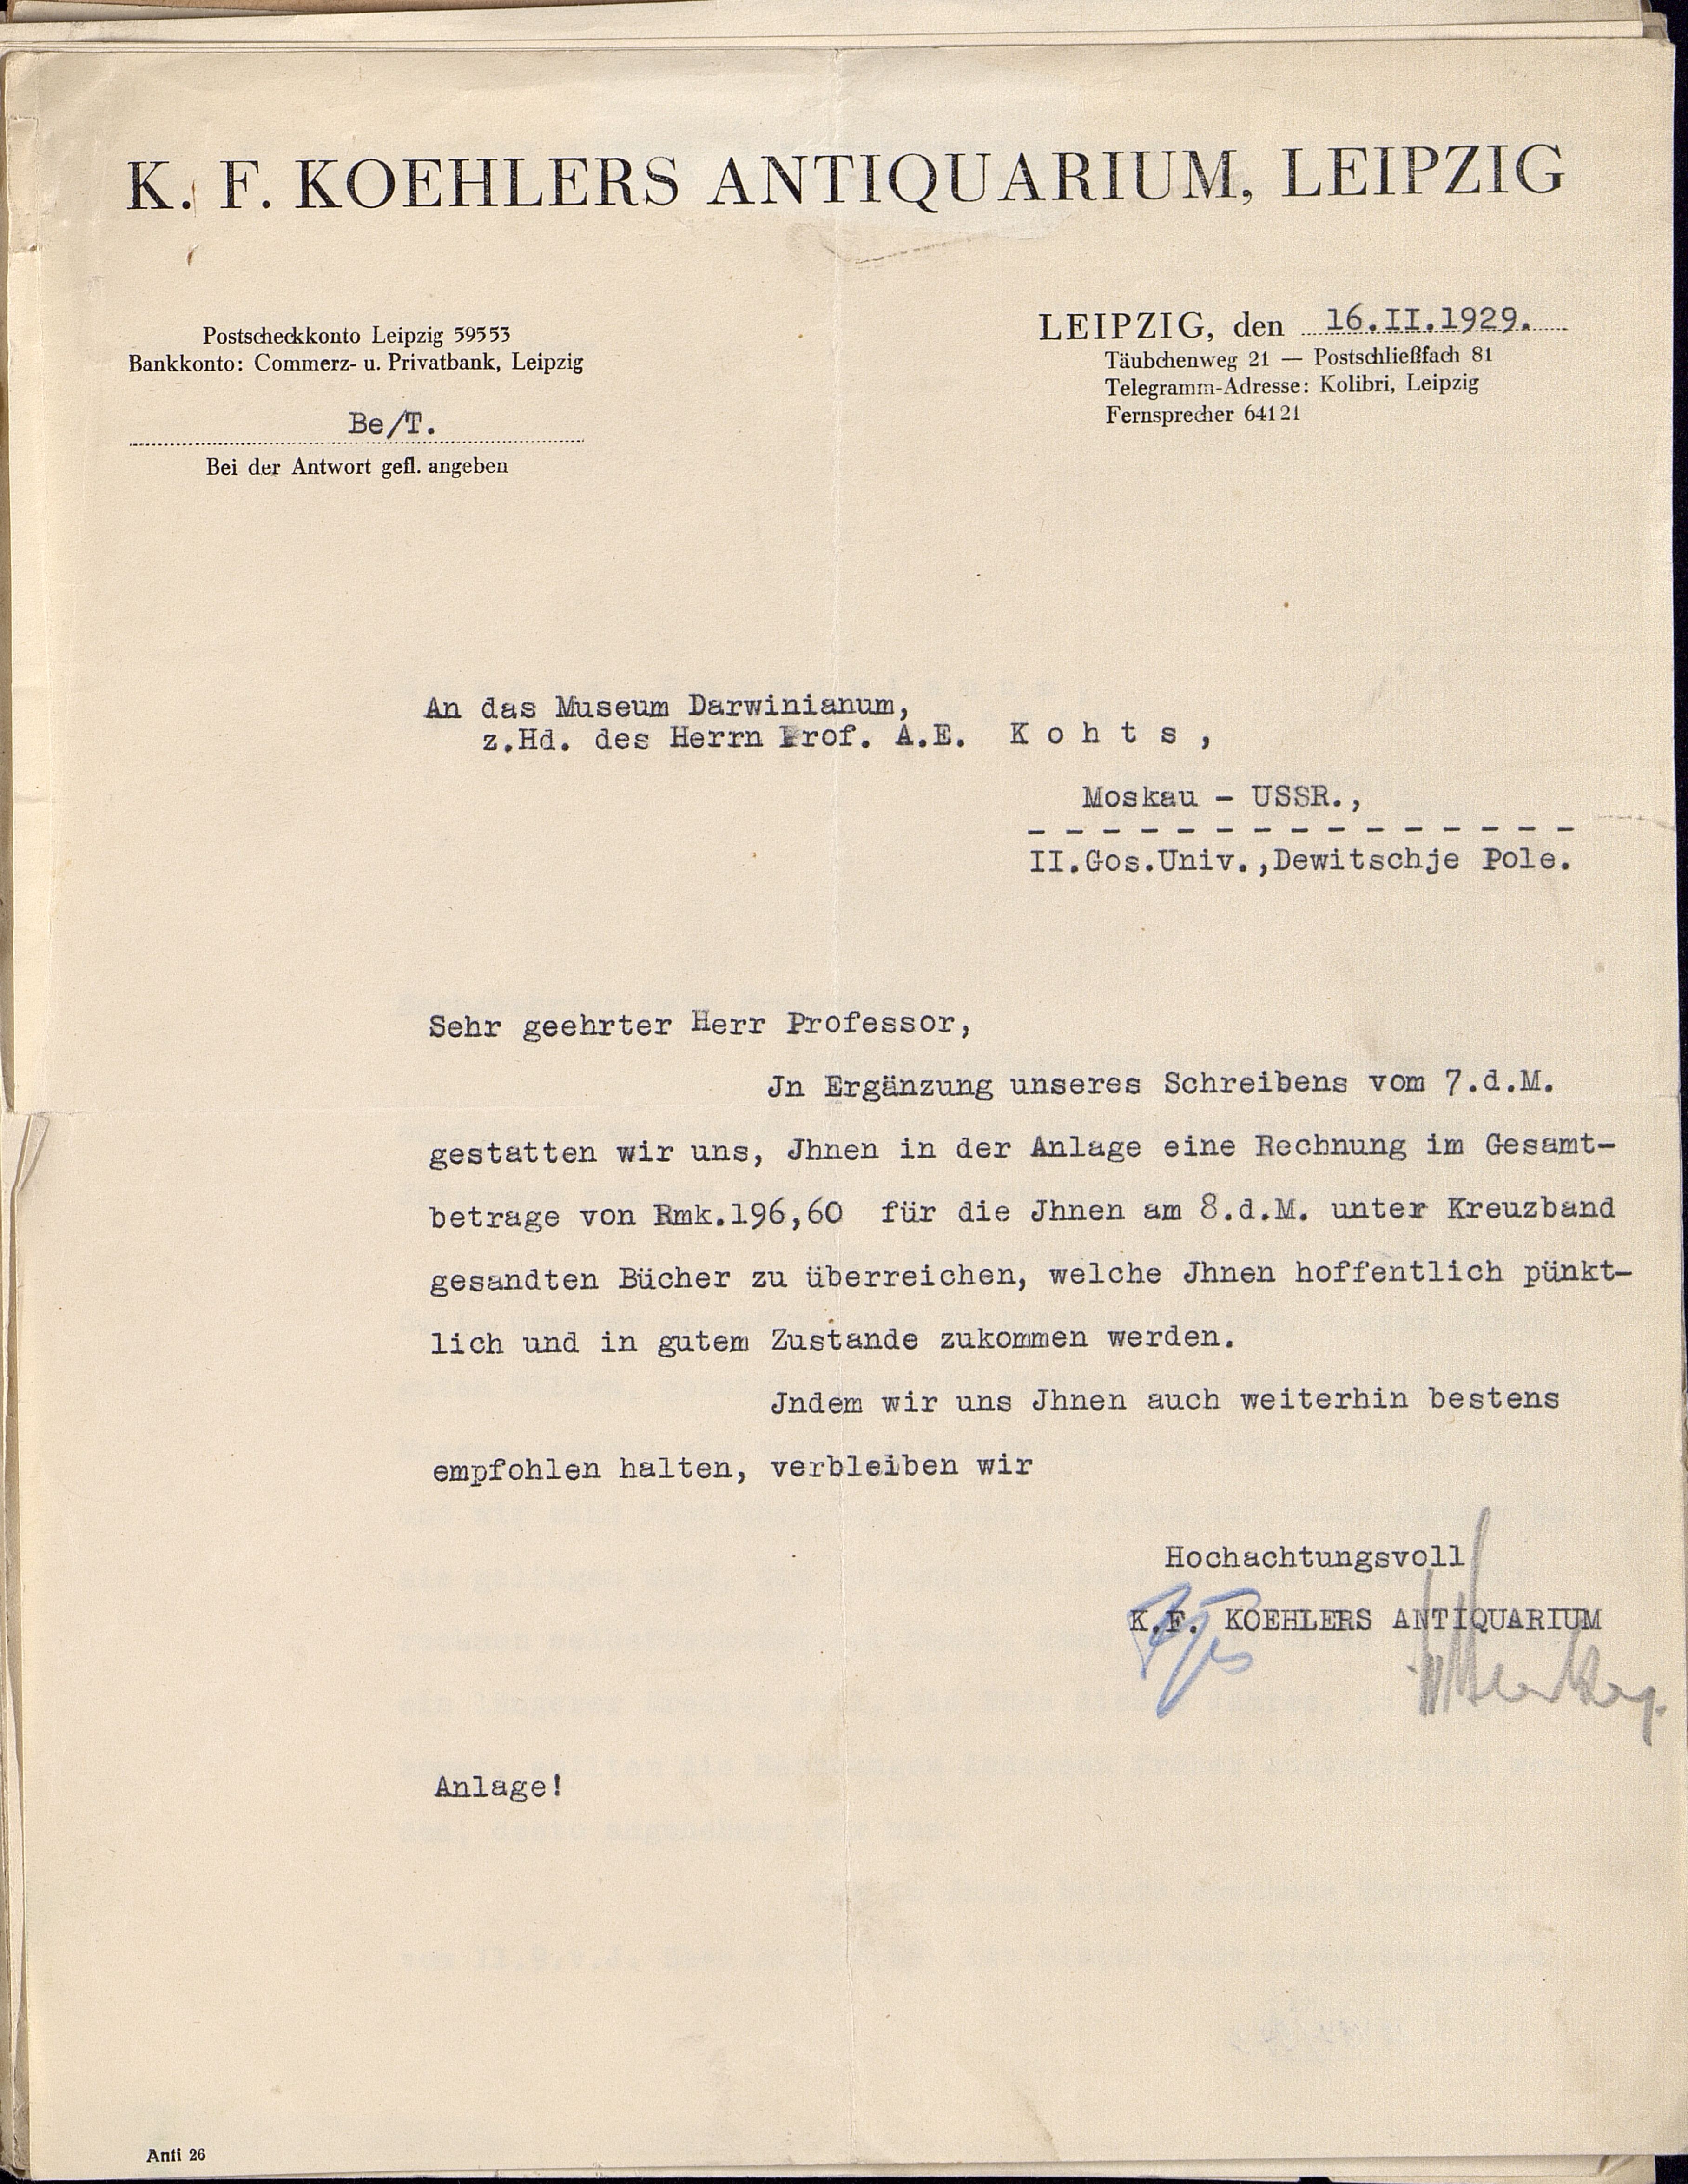 K. F. KOEHLERS ANTIQUARIUM, LEIPZIG
Postscheckkonto Leipzig 59553
Bankkonto: Commerz- u. Privatbank, Leipzig
Be/T.
Bei der Antwort gefl. angeben
LEIPZIG, den 16.II.1929.
Täubchenweg 21 — Postschließfach 81
Telegramm-Adresse: Kolibri, Leipzig
Fernsprecher 64121
An das Museum Darwinianum,
z.Hd. des Herrn Prof. A.E. K o h t s ,
Moskau - USSR.,
- - - - - - - - - - - - - - -
II.Gos.Univ.,Dewitschje Pole.
Sehr geehrter Herr Professor,
Jn Ergänzung unseres Schreibens vom 7.d.M.
gestatten wir uns, Jhnen in der Anlage eine Rechnung im Gesamt-
betrage von Rmk.196,60 für die Jhnen am 8.d.M. unter Kreuzband
gesandten Bücher zu überreichen, welche Jhnen hoffentlich pünkt-
lich und in gutem Zustande zukommen werden.
Jndem wir uns Jhnen auch weiterhin bestens
empfohlen halten, verbleiben wir
Hochachtungsvoll
K.F. KOEHLERS ANTIQUARIUM
Anlage!
Anti 26